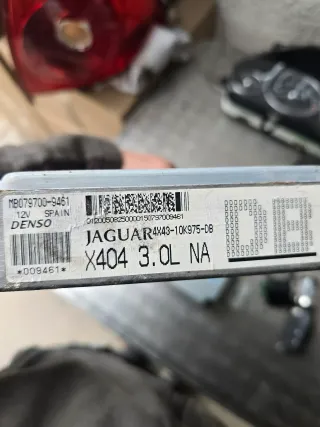 MB079700-9461
12V SPAIN
DENSO
*009461*
JAGUAR 4X43-10K975-DB
X404 3.0L NA
DB